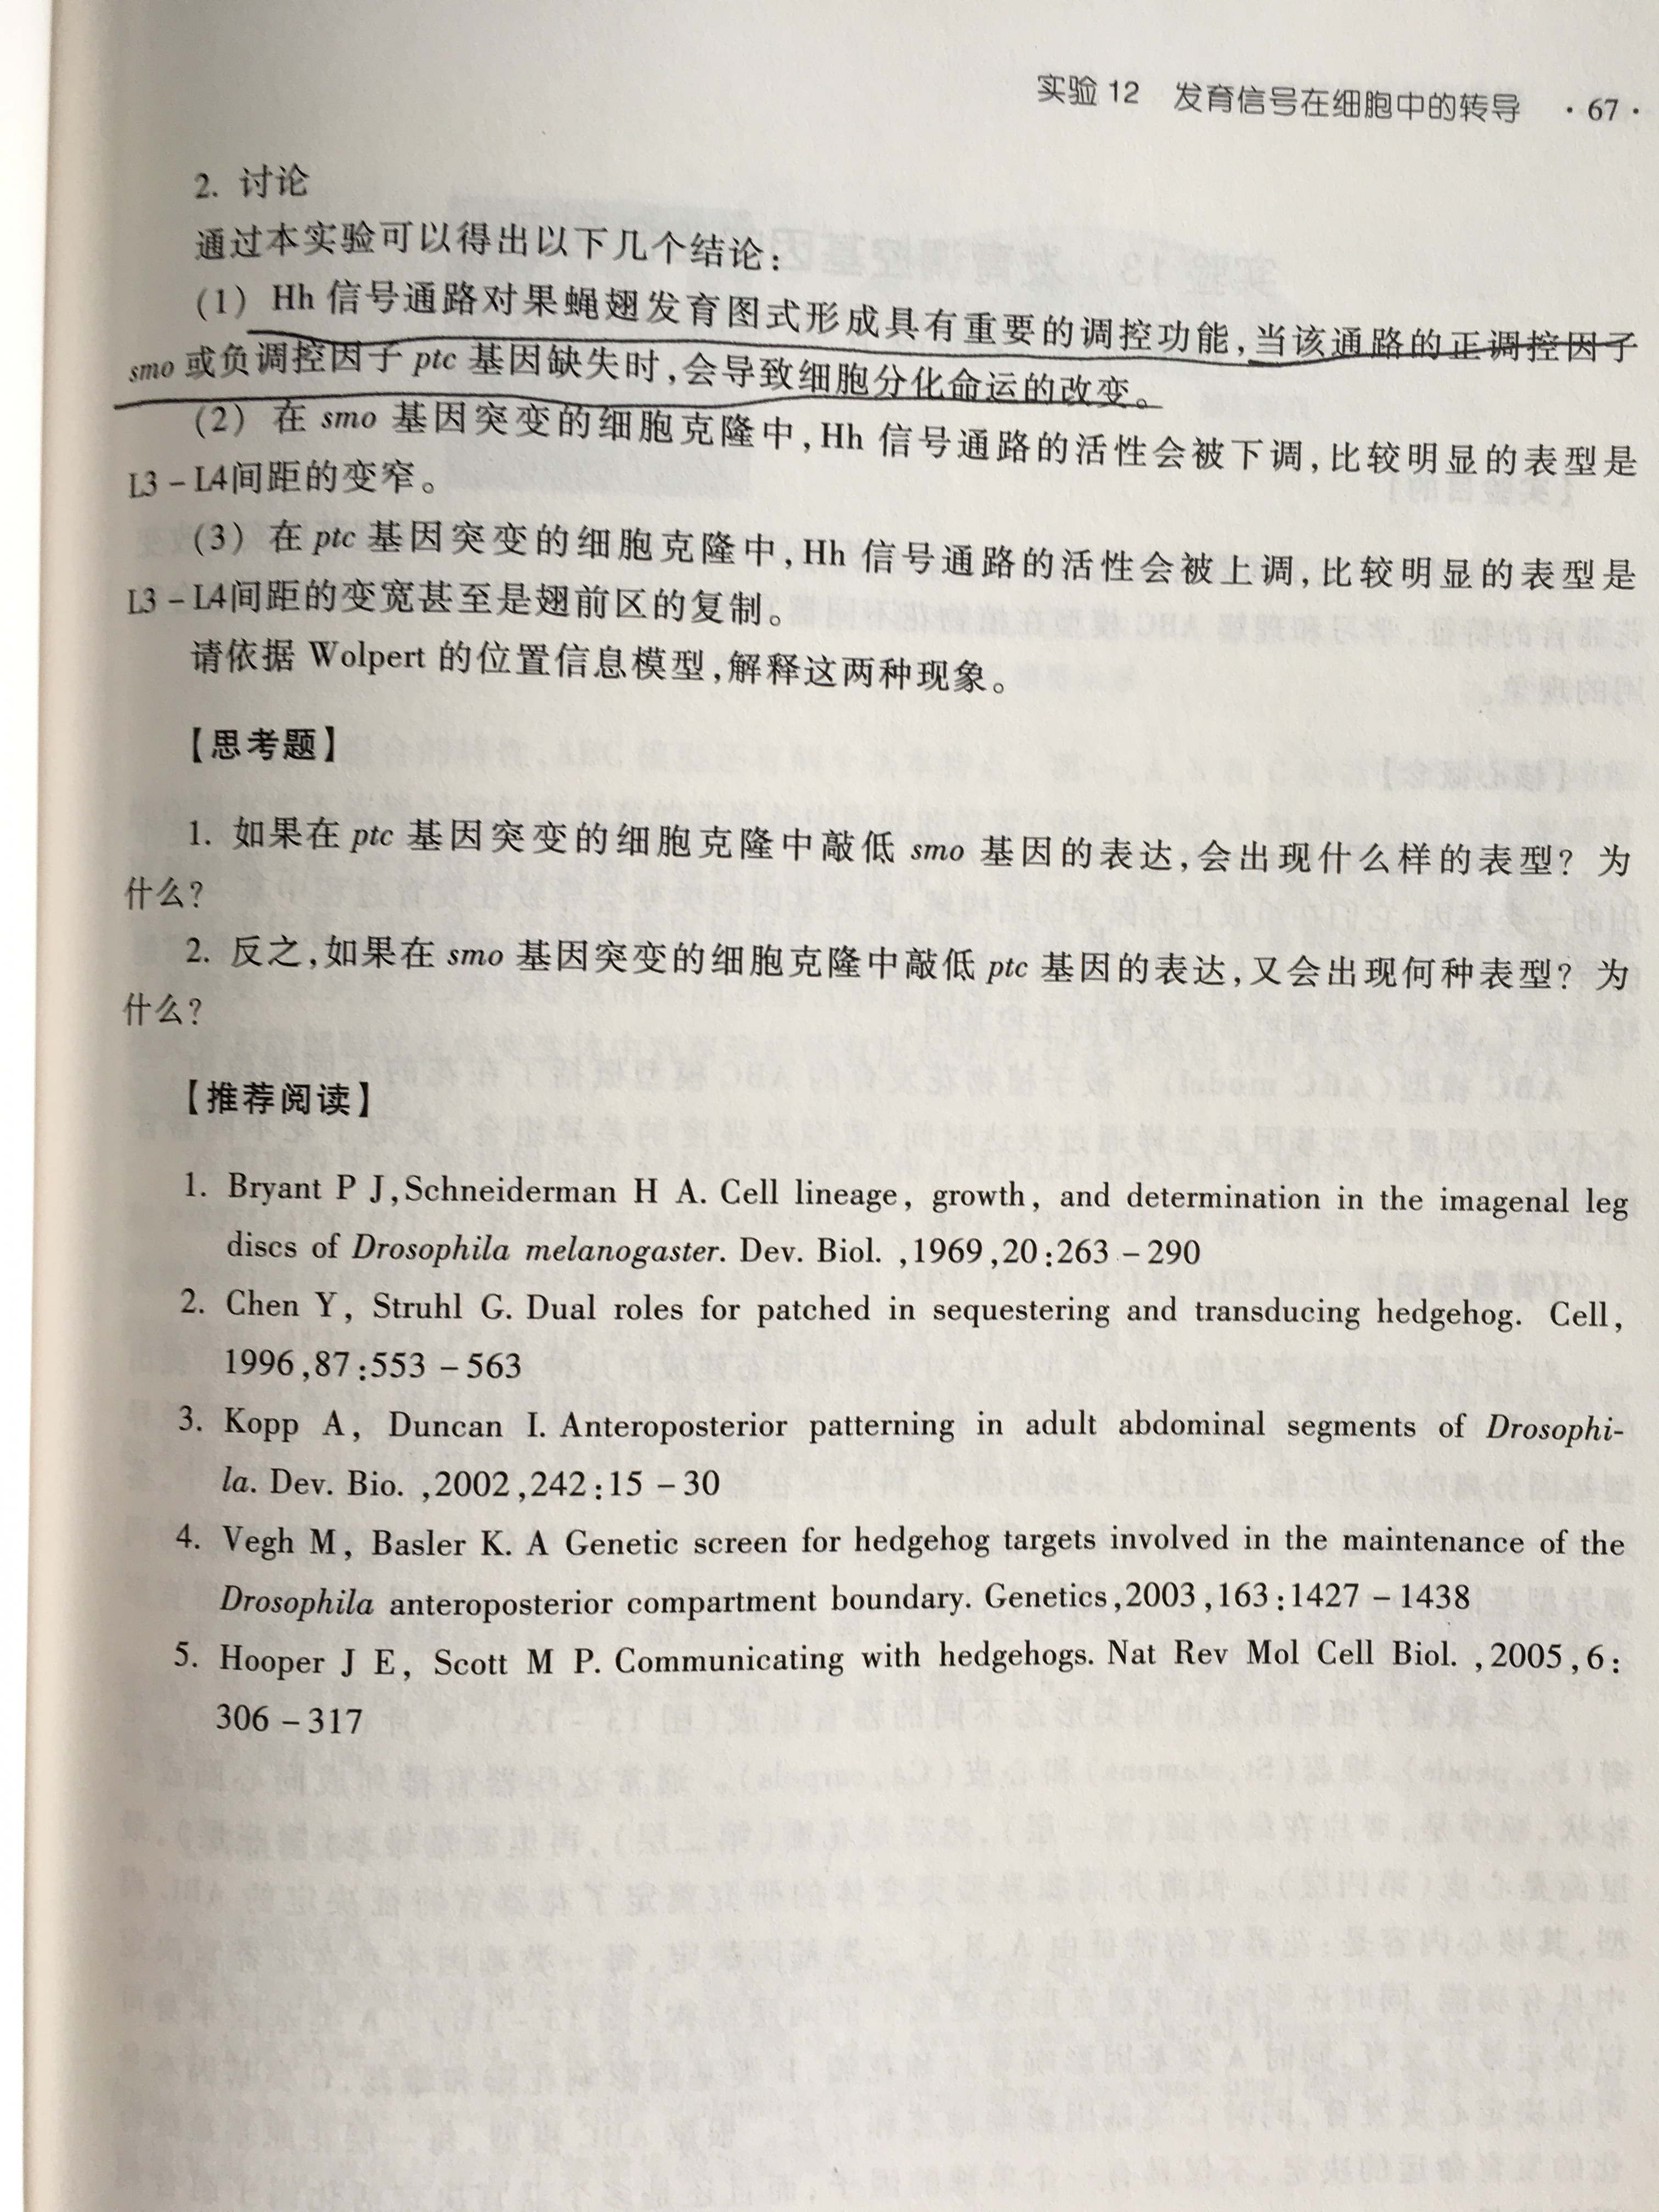 实验 12 发育信号在细胞中的转导 ·67·
2. 讨论
通过本实验可以得出以下几个结论:
(1) Hh 信号通路对果蝇翅发育图式形成具有重要的调控功能,当该通路的正调控因子
smo 或负调控因子 ptc 基因缺失时,会导致细胞分化命运的改变。
(2) 在 smo 基因突变的细胞克隆中,Hh 信号通路的活性会被下调,比较明显的表型是
L3-L4间距的变窄。
(3) 在 ptc 基因突变的细胞克隆中,Hh 信号通路的活性会被上调,比较明显的表型是
L3-L4间距的变宽甚至是翅前区的复制。
请依据 Wolpert 的位置信息模型,解释这两种现象。
【思考题】
1. 如果在 ptc 基因突变的细胞克隆中敲低 smo 基因的表达,会出现什么样的表型? 为
什么?
2. 反之,如果在 smo 基因突变的细胞克隆中敲低 ptc 基因的表达,又会出现何种表型? 为
什么?
【推荐阅读】
1. Bryant P J,Schneiderman H A. Cell lineage, growth, and determination in the imagenal leg
discs of Drosophila melanogaster. Dev. Biol. ,1969,20:263-290
2. Chen Y, Struhl G. Dual roles for patched in sequestering and transducing hedgehog. Cell,
1996,87:553-563
3. Kopp A, Duncan I. Anteroposterior patterning in adult abdominal segments of Drosophi-
la. Dev. Bio. ,2002,242:15-30
4. Vegh M, Basler K. A Genetic screen for hedgehog targets involved in the maintenance of the
Drosophila anteroposterior compartment boundary. Genetics,2003,163:1427-1438
5. Hooper J E, Scott M P. Communicating with hedgehogs. Nat Rev Mol Cell Biol. ,2005,6:
306-317